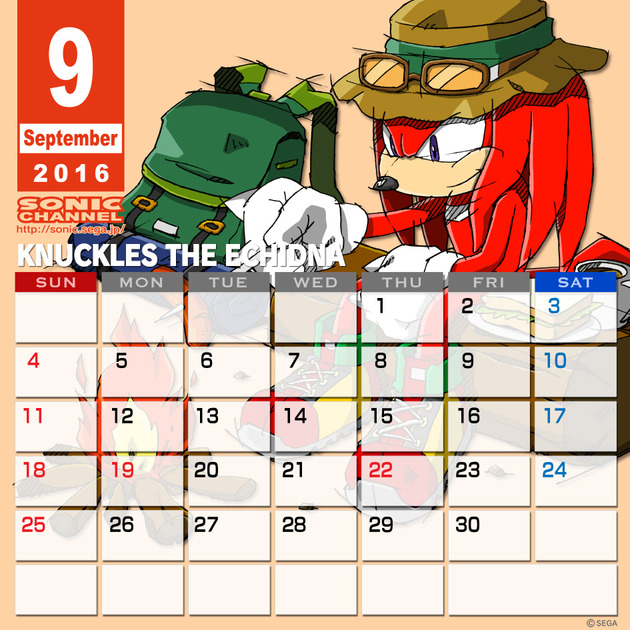 9
September
2016
SONIC
CHANNEL
http://sonic.sega.jp/
KNUCKLES THE ECHIDNA
SUN MON TUE WED THU FRI SAT
1 2 3
4 5 6 7 8 9 10
11 12 13 14 15 16 17
18 19 20 21 22 23 24
25 26 27 28 29 30
©SEGA